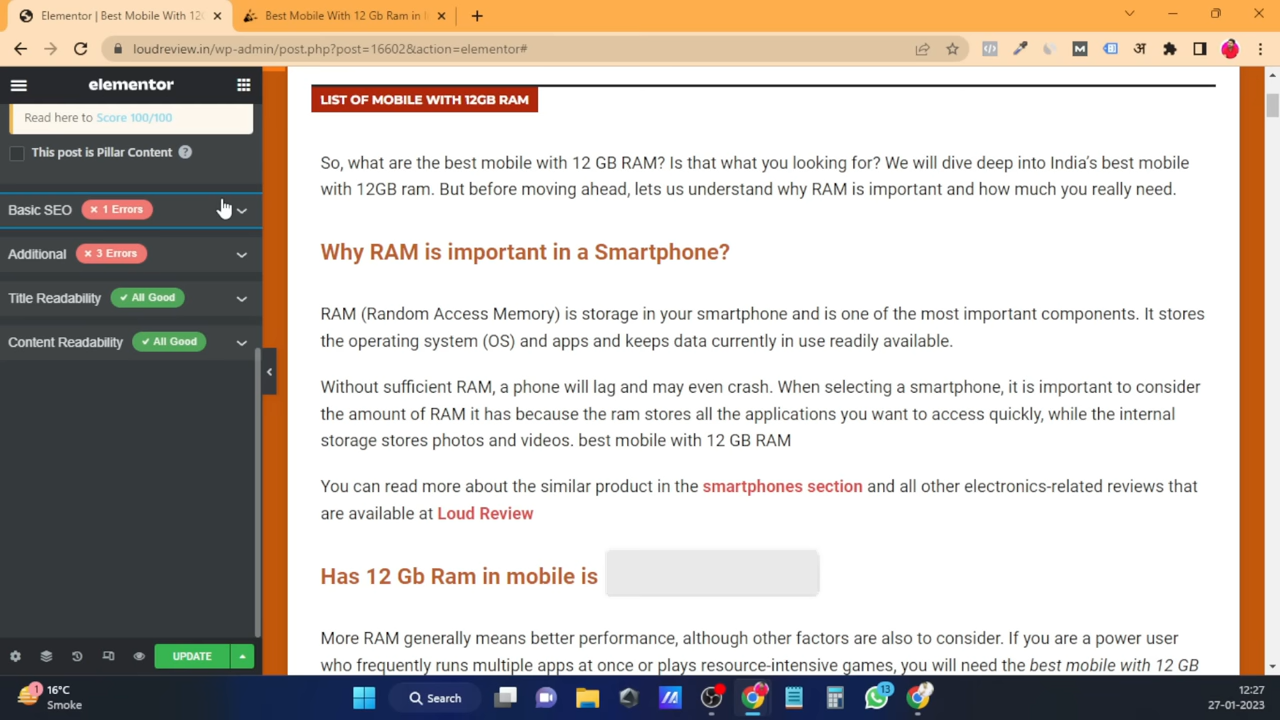 Elementor | Best Mobile With 12G
Best Mobile With 12 Gb Ram in I
loudreview.in/wp-admin/post.php?post=16602&action=elementor#
M
अ
elementor
Read here to Score 100/100
This post is Pillar Content
Basic SEO × 1 Errors
Additional × 3 Errors
Title Readability ✓ All Good
Content Readability ✓ All Good
UPDATE
LIST OF MOBILE WITH 12GB RAM
So, what are the best mobile with 12 GB RAM? Is that what you looking for? We will dive deep into India's best mobile
with 12GB ram. But before moving ahead, lets us understand why RAM is important and how much you really need.
Why RAM is important in a Smartphone?
RAM (Random Access Memory) is storage in your smartphone and is one of the most important components. It stores
the operating system (OS) and apps and keeps data currently in use readily available.
Without sufficient RAM, a phone will lag and may even crash. When selecting a smartphone, it is important to consider
the amount of RAM it has because the ram stores all the applications you want to access quickly, while the internal
storage stores photos and videos. best mobile with 12 GB RAM
You can read more about the similar product in the smartphones section and all other electronics-related reviews that
are available at Loud Review
Has 12 Gb Ram in mobile is
More RAM generally means better performance, although other factors are also to consider. If you are a power user
who frequently runs multiple apps at once or plays resource-intensive games, you will need the best mobile with 12 GB
1
16°C
Smoke
Search
13
12:27
27-01-2023